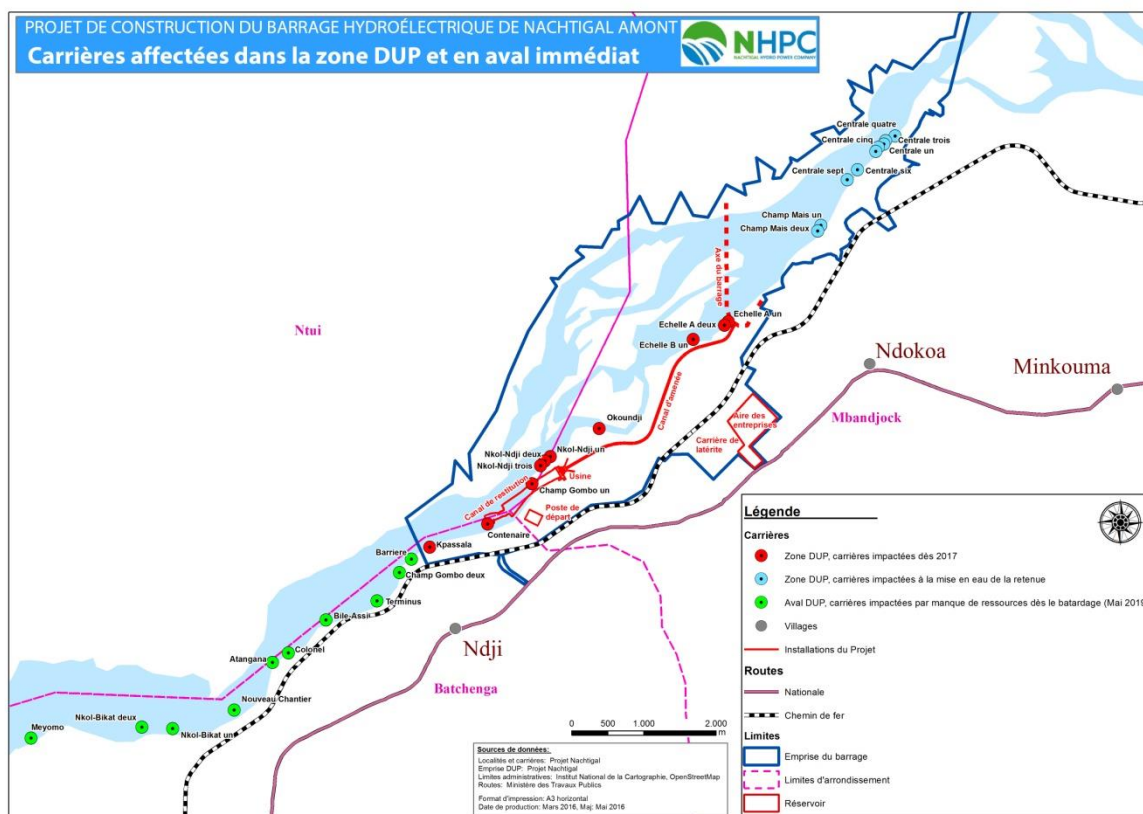 PROJET DE CONSTRUCTION DU BARRAGE HYDROÉLECTRIQUE DE NACHTIGAL AMONT
Carrières affectées dans la zone DUP et en aval immédiat
NHPC
NACHTIGAL HYDRO POWER COMPANY
Centrale quatre
Centrale cinq
Centrale trois
Centrale un
Centrale sept
Centrale six
Champ Mais un
Champ Mais deux
Axe du barrage
Ntui
Echelle A un
Echelle A deux
Echelle B un
Ndokoa
Minkouma
Canal d'amenée
Mbandjock
Aire des
entreprises
Carrière de
latérite
Okoundji
Nkol-Ndji un
Nkol-Ndji deux
Nkol-Ndji trois
Usine
Champ Gombo un
Canal de restitution
Poste de
départ
Contenaire
Kpassala
Barriere
Champ Gombo deux
Terminus
Bile-Assi
Ndji
Colonel
Atangana
Batchenga
Nouveau Chantier
Nkol-Bikat deux
Nkol-Bikat un
Meyomo
0 500 1.000 2.000
m
Sources de données:
Localités et carrières: Projet Nachtigal
Emprise DUP: Projet Nachtigal
Limites administratives: Institut National de la Cartographie, OpenStreetMap
Routes: Ministère des Travaux Publics
Format d'impression: A3 horizontal
Date de production: Mars 2016, Maj: Mai 2016
Légende
Carrières
Zone DUP, carrières impactées dès 2017
Zone DUP, carrières impactées à la mise en eau de la retenue
Aval DUP, carrières impactées par manque de ressources dès le batardage (Mai 2019)
Villages
Installations du Projet
Routes
Nationale
Chemin de fer
Limites
Emprise du barrage
Limites d'arrondissement
Réservoir